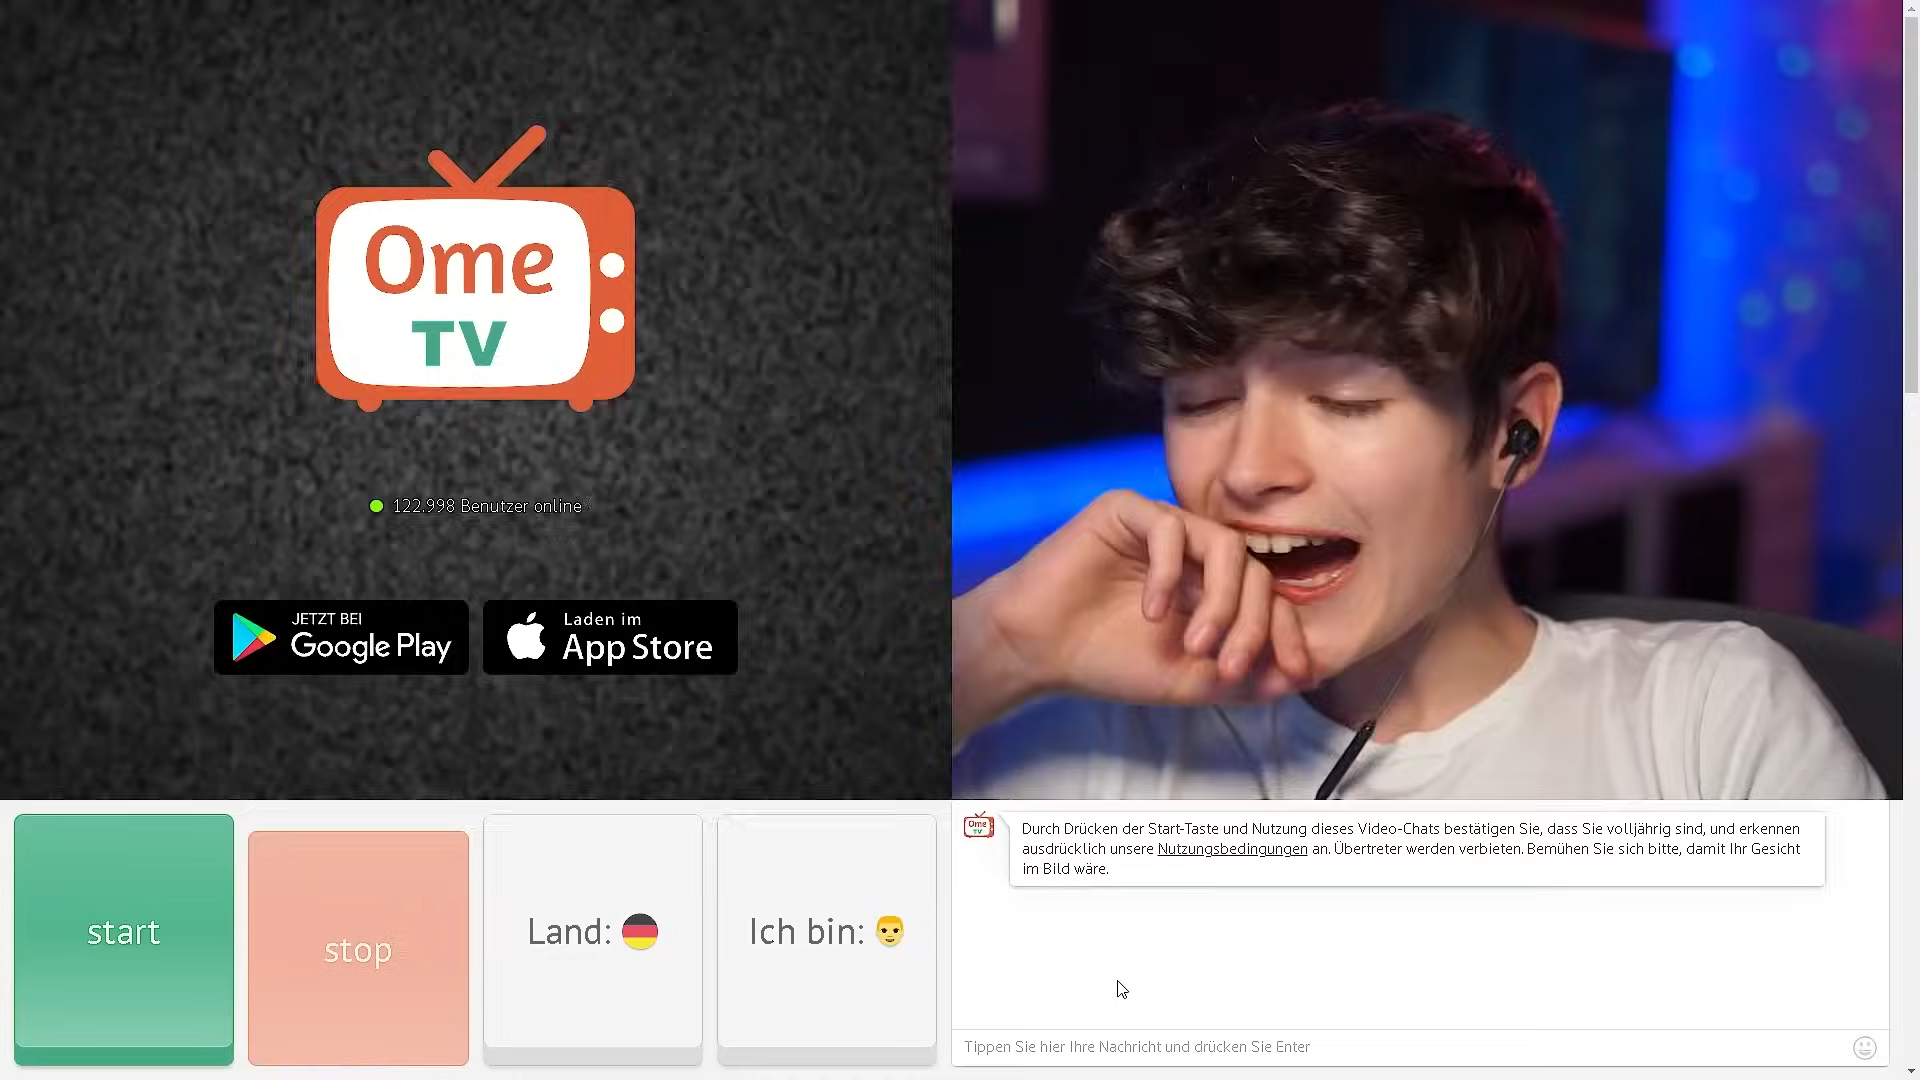 Ome
TV
122.998 Benutzer online
JETZT BEI
Google Play
Laden im
App Store
start
stop
Land:
Ich bin:
Ome
TV
Durch Drücken der Start-Taste und Nutzung dieses Video-Chats bestätigen Sie, dass Sie volljährig sind, und erkennen
ausdrücklich unsere Nutzungsbedingungen an. Übertreter werden verbieten. Bemühen Sie sich bitte, damit Ihr Gesicht
im Bild wäre.
Tippen Sie hier Ihre Nachricht und drücken Sie Enter